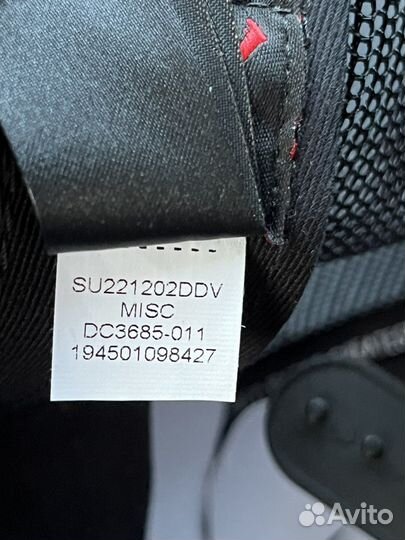 SU221202DDV
MISC
DC3685-011
194501098427
Avito